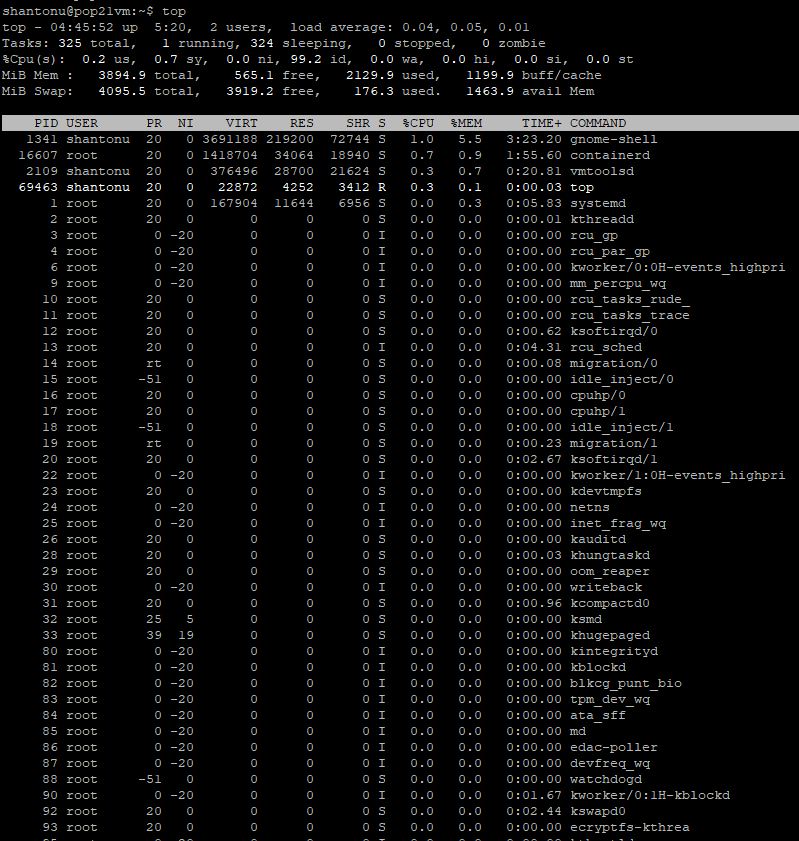 shantonu@pop21vm:~$ top
top - 04:45:52 up  5:20,  2 users,  load average: 0.04, 0.05, 0.01
Tasks: 325 total,   1 running, 324 sleeping,   0 stopped,   0 zombie
%Cpu(s):  0.2 us,  0.7 sy,  0.0 ni, 99.2 id,  0.0 wa,  0.0 hi,  0.0 si,  0.0 st
MiB Mem :   3894.9 total,    565.1 free,   2129.9 used,   1199.9 buff/cache
MiB Swap:   4095.5 total,   3919.2 free,    176.3 used.   1463.9 avail Mem
PID USER PR NI VIRT RES SHR S %CPU %MEM TIME+ COMMAND
1341 shantonu 20 0 3691188 219200 72744 S 1.0 5.5 3:23.20 gnome-shell
16607 root 20 0 1418704 34064 18940 S 0.7 0.9 1:55.60 containerd
2109 shantonu 20 0 376496 28700 21624 S 0.3 0.7 0:20.81 vmtoolsd
69463 shantonu 20 0 22872 4252 3412 R 0.3 0.1 0:00.03 top
1 root 20 0 167904 11644 6956 S 0.0 0.3 0:05.83 systemd
2 root 20 0 0 0 0 S 0.0 0.0 0:00.01 kthreadd
3 root 0 -20 0 0 0 I 0.0 0.0 0:00.00 rcu_gp
4 root 0 -20 0 0 0 I 0.0 0.0 0:00.00 rcu_par_gp
6 root 0 -20 0 0 0 I 0.0 0.0 0:00.00 kworker/0:0H-events_highpri
9 root 0 -20 0 0 0 I 0.0 0.0 0:00.00 mm_percpu_wq
10 root 20 0 0 0 0 S 0.0 0.0 0:00.00 rcu_tasks_rude_
11 root 20 0 0 0 0 S 0.0 0.0 0:00.00 rcu_tasks_trace
12 root 20 0 0 0 0 S 0.0 0.0 0:00.62 ksoftirqd/0
13 root 20 0 0 0 0 I 0.0 0.0 0:04.31 rcu_sched
14 root rt 0 0 0 0 S 0.0 0.0 0:00.08 migration/0
15 root -51 0 0 0 0 S 0.0 0.0 0:00.00 idle_inject/0
16 root 20 0 0 0 0 S 0.0 0.0 0:00.00 cpuhp/0
17 root 20 0 0 0 0 S 0.0 0.0 0:00.00 cpuhp/1
18 root -51 0 0 0 0 S 0.0 0.0 0:00.00 idle_inject/1
19 root rt 0 0 0 0 S 0.0 0.0 0:00.23 migration/1
20 root 20 0 0 0 0 S 0.0 0.0 0:02.67 ksoftirqd/1
22 root 0 -20 0 0 0 I 0.0 0.0 0:00.00 kworker/1:0H-events_highpri
23 root 20 0 0 0 0 S 0.0 0.0 0:00.00 kdevtmpfs
24 root 0 -20 0 0 0 I 0.0 0.0 0:00.00 netns
25 root 0 -20 0 0 0 I 0.0 0.0 0:00.00 inet_frag_wq
26 root 20 0 0 0 0 S 0.0 0.0 0:00.00 kauditd
28 root 20 0 0 0 0 S 0.0 0.0 0:00.03 khungtaskd
29 root 20 0 0 0 0 S 0.0 0.0 0:00.00 oom_reaper
30 root 0 -20 0 0 0 I 0.0 0.0 0:00.00 writeback
31 root 20 0 0 0 0 S 0.0 0.0 0:00.96 kcompactd0
32 root 25 5 0 0 0 S 0.0 0.0 0:00.00 ksmd
33 root 39 19 0 0 0 S 0.0 0.0 0:00.00 khugepaged
80 root 0 -20 0 0 0 I 0.0 0.0 0:00.00 kintegrityd
81 root 0 -20 0 0 0 I 0.0 0.0 0:00.00 kblockd
82 root 0 -20 0 0 0 I 0.0 0.0 0:00.00 blkcg_punt_bio
83 root 0 -20 0 0 0 I 0.0 0.0 0:00.00 tpm_dev_wq
84 root 0 -20 0 0 0 I 0.0 0.0 0:00.00 ata_sff
85 root 0 -20 0 0 0 I 0.0 0.0 0:00.00 md
86 root 0 -20 0 0 0 I 0.0 0.0 0:00.00 edac-poller
87 root 0 -20 0 0 0 I 0.0 0.0 0:00.00 devfreq_wq
88 root -51 0 0 0 0 S 0.0 0.0 0:00.00 watchdogd
90 root 0 -20 0 0 0 I 0.0 0.0 0:01.67 kworker/0:1H-kblockd
92 root 20 0 0 0 0 S 0.0 0.0 0:02.44 kswapd0
93 root 20 0 0 0 0 S 0.0 0.0 0:00.00 ecryptfs-kthrea